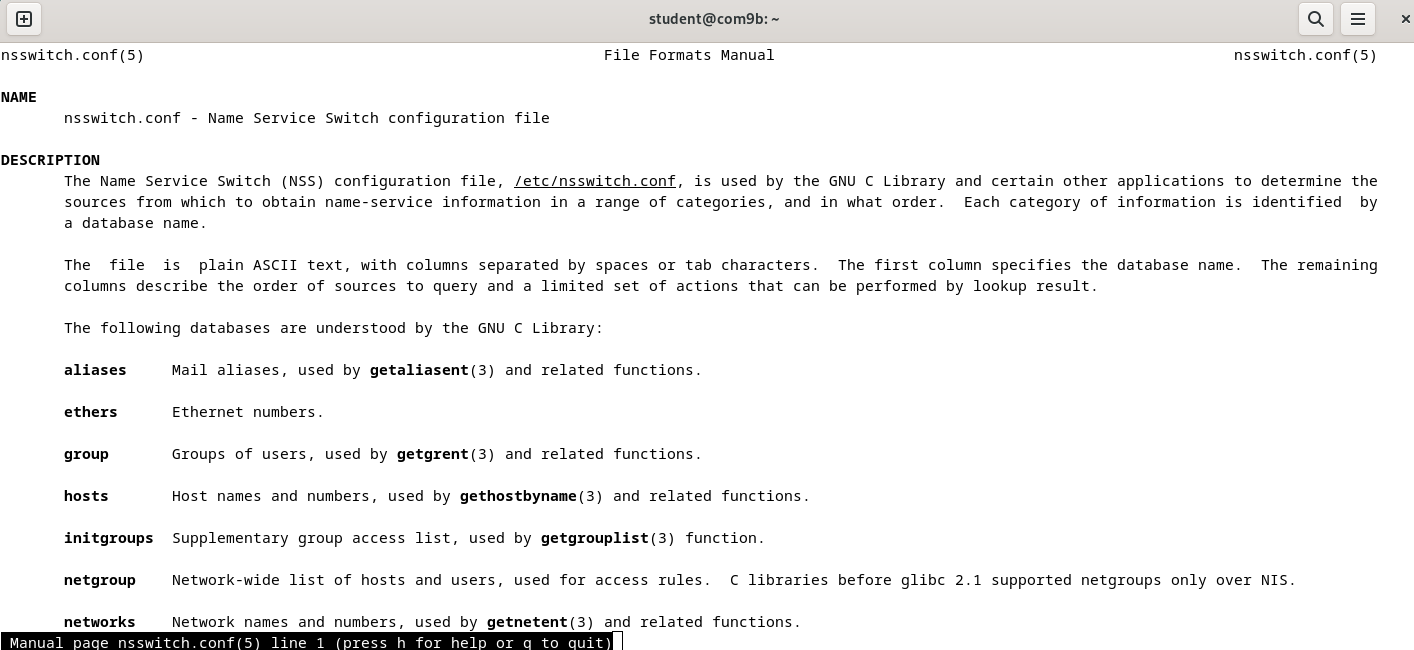 student@com9b: ~
nsswitch.conf(5) File Formats Manual nsswitch.conf(5)
NAME
nsswitch.conf - Name Service Switch configuration file
DESCRIPTION
The Name Service Switch (NSS) configuration file, /etc/nsswitch.conf, is used by the GNU C Library and certain other applications to determine the
sources from which to obtain name-service information in a range of categories, and in what order.  Each category of information is identified  by
a database name.
The  file  is  plain ASCII text, with columns separated by spaces or tab characters.  The first column specifies the database name.  The remaining
columns describe the order of sources to query and a limited set of actions that can be performed by lookup result.
The following databases are understood by the GNU C Library:
aliases Mail aliases, used by getaliasent(3) and related functions.
ethers Ethernet numbers.
group Groups of users, used by getgrent(3) and related functions.
hosts Host names and numbers, used by gethostbyname(3) and related functions.
initgroups Supplementary group access list, used by getgrouplist(3) function.
netgroup Network-wide list of hosts and users, used for access rules.  C libraries before glibc 2.1 supported netgroups only over NIS.
networks Network names and numbers, used by getnetent(3) and related functions.
Manual page nsswitch.conf(5) line 1 (press h for help or q to quit)